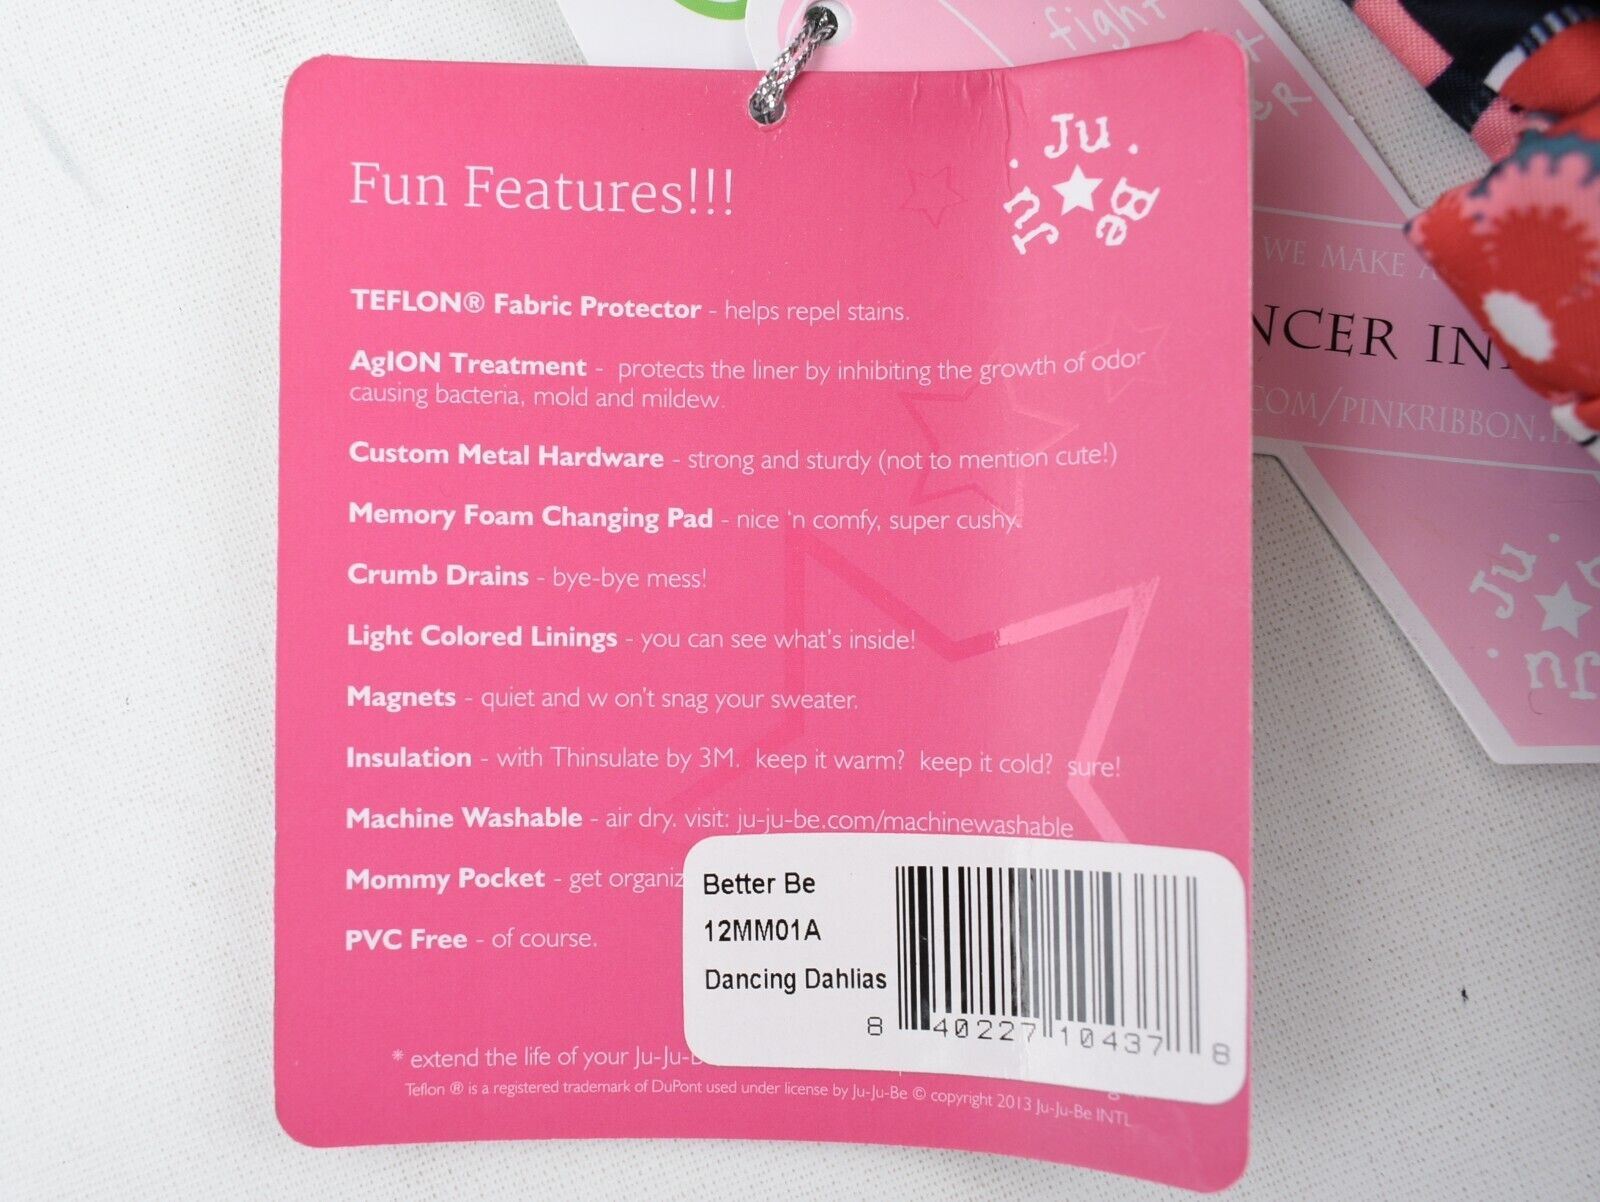 Fun Features!!!
Ju · Ju · Be
TEFLON® Fabric Protector - helps repel stains.
AgION Treatment - protects the liner by inhibiting the growth of odor
causing bacteria, mold and mildew.
Custom Metal Hardware - strong and sturdy (not to mention cute!)
Memory Foam Changing Pad - nice 'n comfy, super cushy.
Crumb Drains - bye-bye mess!
Light Colored Linings - you can see what's inside!
Magnets - quiet and w on't snag your sweater.
Insulation - with Thinsulate by 3M. keep it warm? keep it cold? sure!
Machine Washable - air dry. visit: ju-ju-be.com/machinewashable
Mommy Pocket - get organiz
PVC Free - of course.
Better Be
12MM01A
Dancing Dahlias
8 40227 10437 8
* extend the life of your Ju-Ju-
Teflon ® is a registered trademark of DuPont used under license by Ju-Ju-Be © copyright 2013 Ju-Ju-Be INTL
fight
WE MAKE
NCER IN
.COM/PINKRIBBON.
Ju
Ju